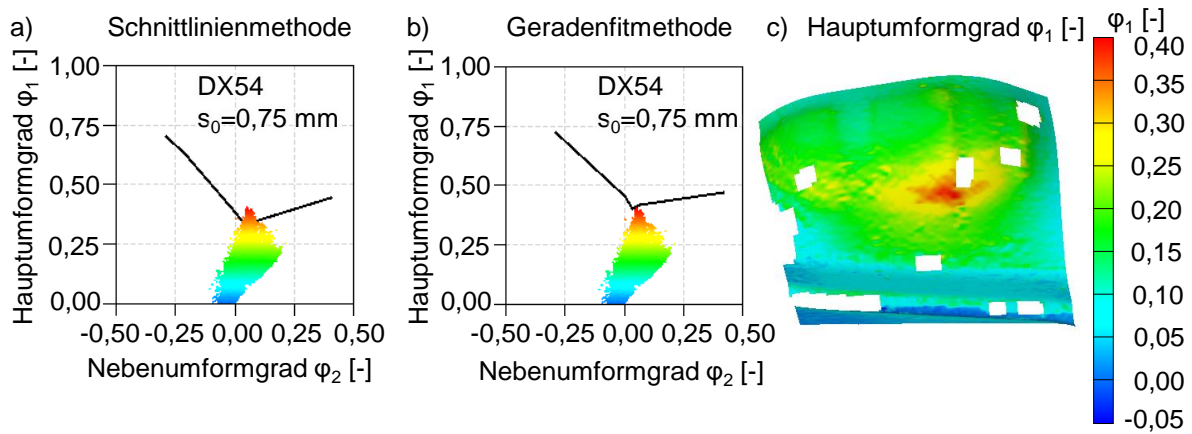 a) Schnittlinienmethode
Hauptumformgrad φ₁ [-]
1,00
0,75
0,50
0,25
0,00
DX54
s₀=0,75 mm
-0,50 -0,25 0,00 0,25 0,50
Nebenumformgrad φ₂ [-]
b) Geradenfitmethode
Hauptumformgrad φ₁ [-]
1,00
0,75
0,50
0,25
0,00
DX54
s₀=0,75 mm
-0,50 -0,25 0,00 0,25 0,50
Nebenumformgrad φ₂ [-]
c) Hauptumformgrad φ₁ [-]
φ₁ [-]
0,40
0,30
0,25
0,20
0,15
0,10
0,05
0,00
-0,05